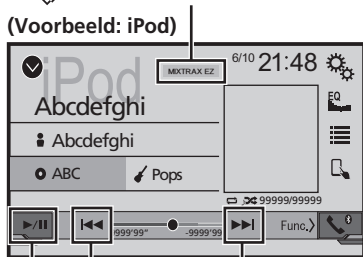 (Voorbeeld: iPod)
iPod
MIXTRAX EZ
6/10 21:48
Abcdefghi
EQ
Abcdefghi
ABC
Pops
99999/99999
9999'99"
-9999'99
Func.